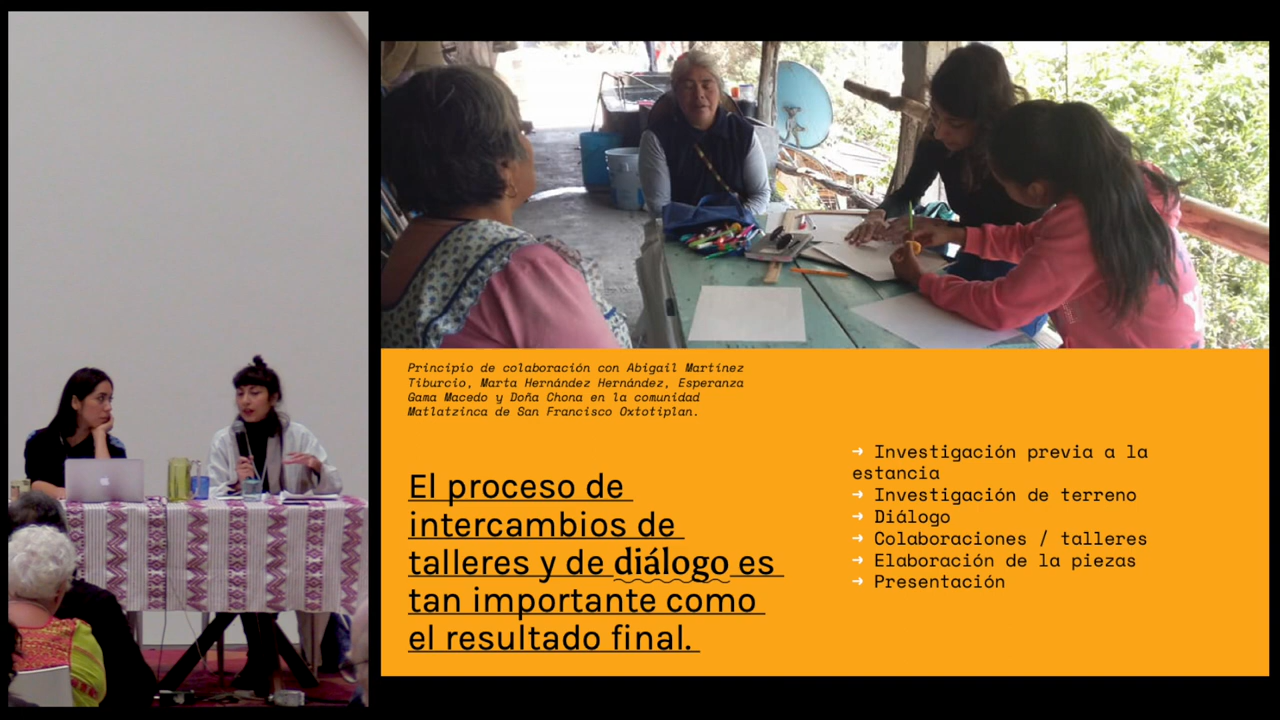 Principio de colaboración con Abigail Martínez
Tiburcio, Marta Hernández Hernández, Esperanza
Gama Macedo y Doña Chona en la comunidad
Matlatzinca de San Francisco Oxtotiplan.
El proceso de
intercambios de
talleres y de diálogo es
tan importante como
el resultado final.
→ Investigación previa a la
estancia
→ Investigación de terreno
→ Diálogo
→ Colaboraciones / talleres
→ Elaboración de la piezas
→ Presentación